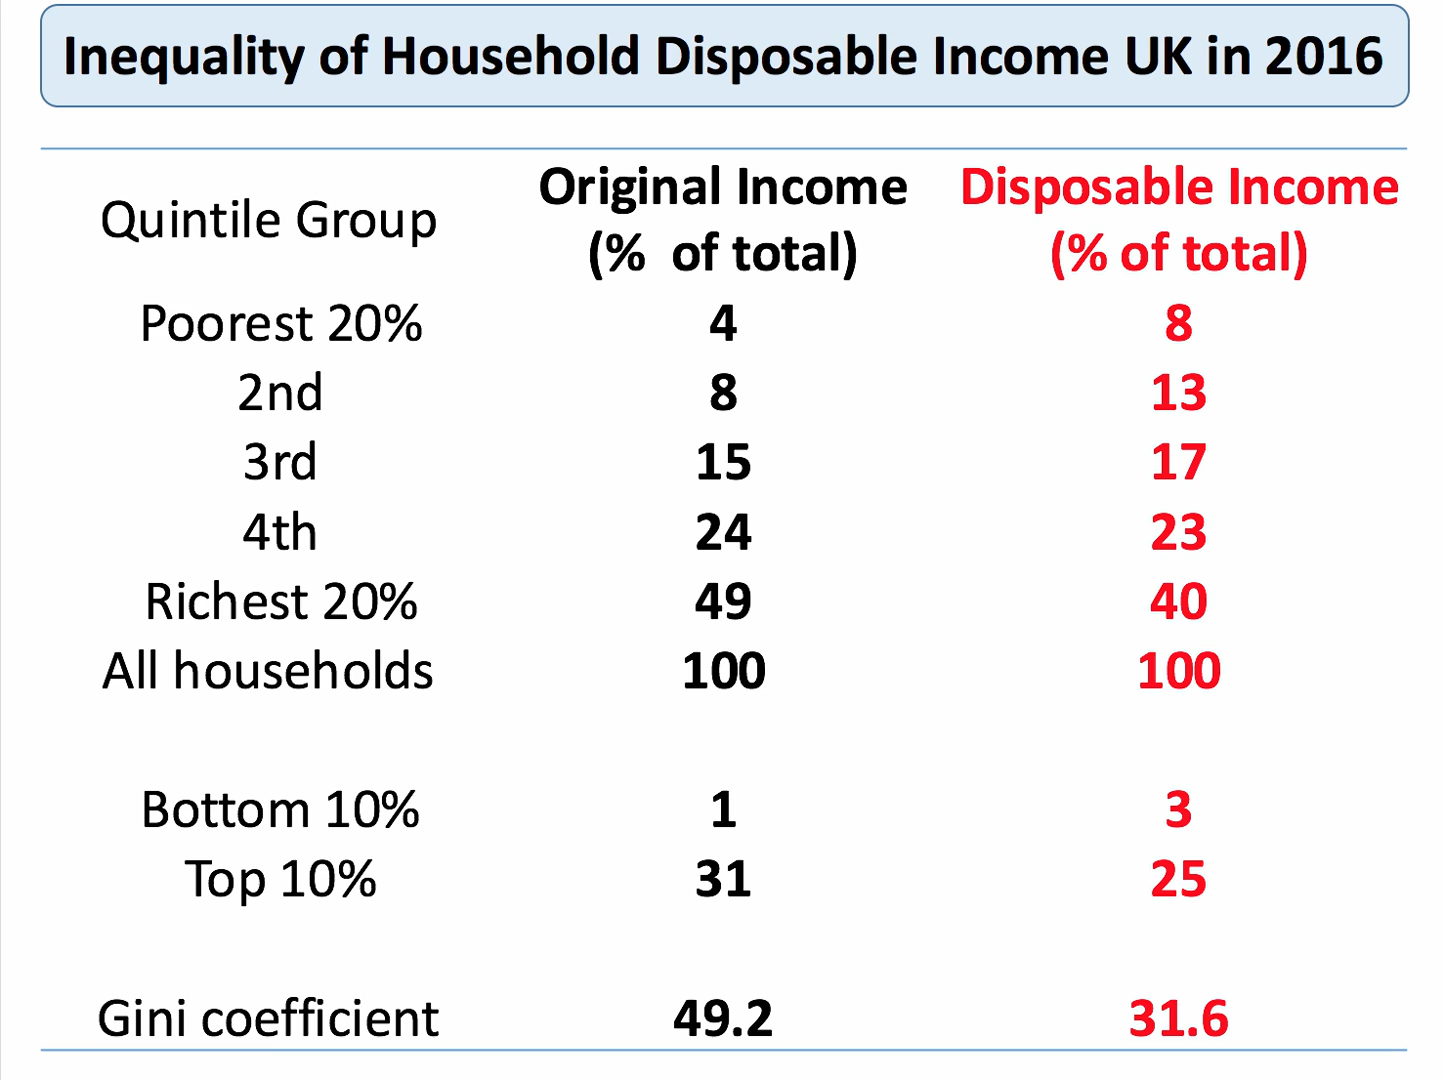 Inequality of Household Disposable Income UK in 2016
Quintile Group Original Income (% of total) Disposable Income (% of total)
Poorest 20% 4 8
2nd 8 13
3rd 15 17
4th 24 23
Richest 20% 49 40
All households 100 100
Bottom 10% 1 3
Top 10% 31 25
Gini coefficient 49.2 31.6